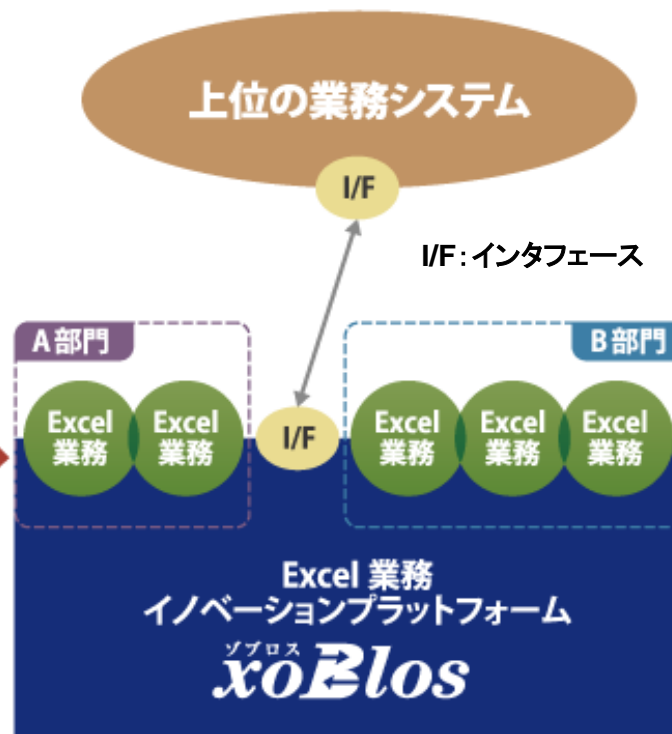 上位の業務システム
I/F
I/F：インタフェース
A部門
B部門
Excel
業務
Excel
業務
I/F
Excel
業務
Excel
業務
Excel
業務
Excel 業務
イノベーションプラットフォーム
ゾブロス
xoBlos